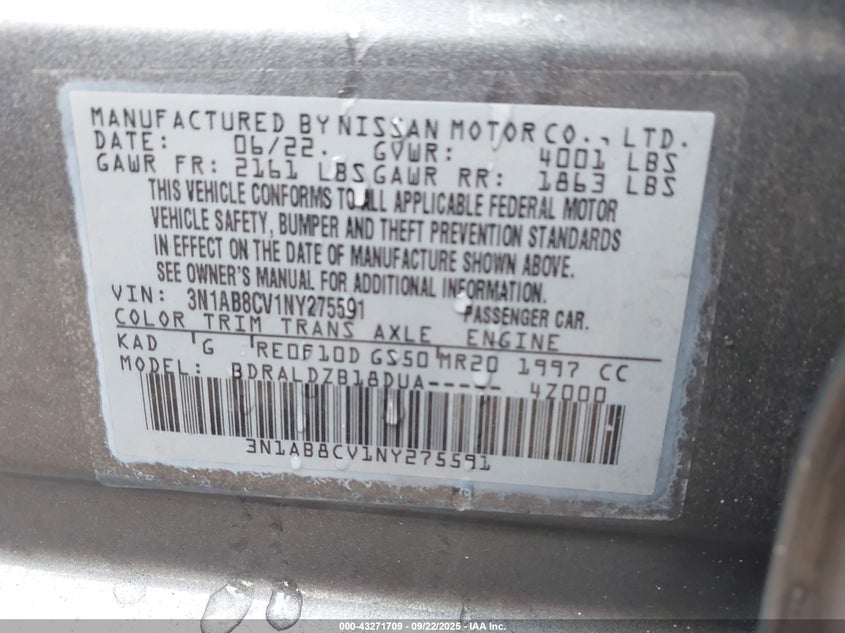 MANUFACTURED BY NISSAN MOTOR CO., LTD.
DATE: 06/22. GVWR: 4001 LBS
GAWR FR: 2161 LBS GAWR RR: 1863 LBS
THIS VEHICLE CONFORMS TO ALL APPLICABLE FEDERAL MOTOR
VEHICLE SAFETY, BUMPER AND THEFT PREVENTION STANDARDS
IN EFFECT ON THE DATE OF MANUFACTURE SHOWN ABOVE.
SEE OWNER'S MANUAL FOR ADDITIONAL INFORMATION.
VIN: 3N1AB8CV1NY275591 PASSENGER CAR.
COLOR TRIM TRANS AXLE ENGINE
KAD G RE0F10D GS50 MR20 1997 CC
MODEL: BDRALDZB18DUA----- 4Z000
3N1AB8CV1NY275591
000-43271709 - 09/22/2025 - IAA Inc.